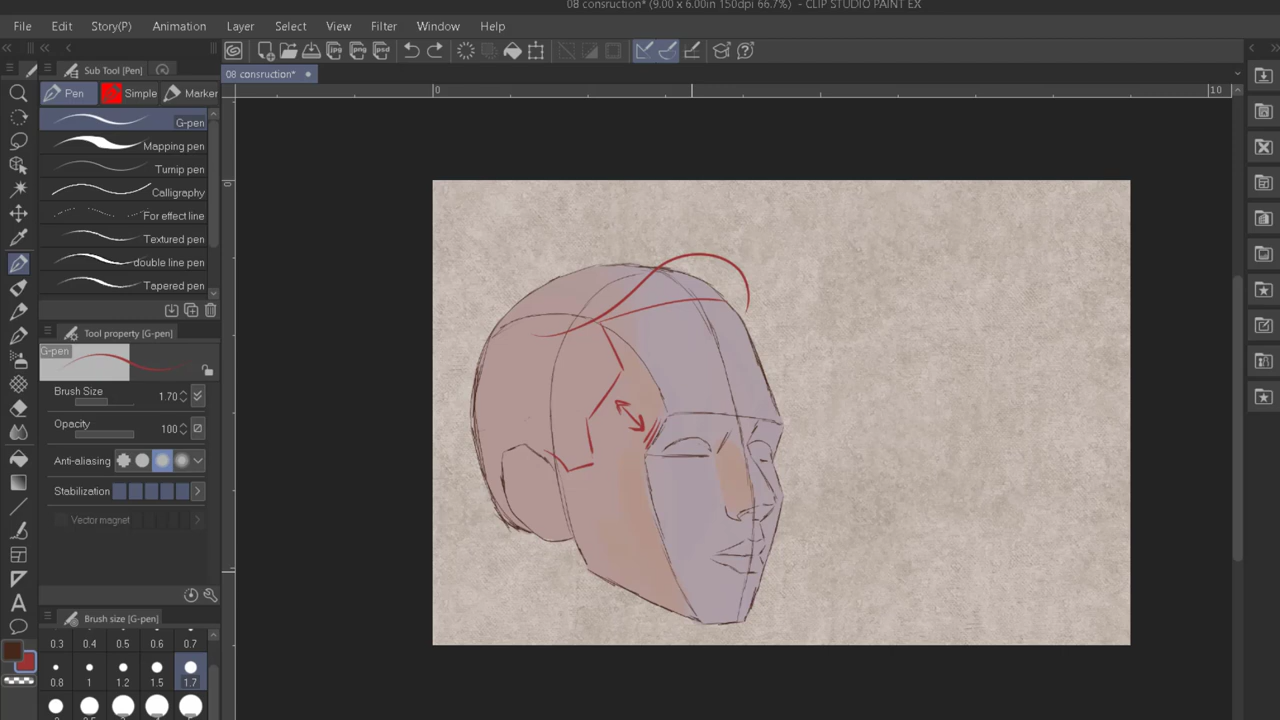 08 consruction* (9.00 x 6.00in 150dpi 66.7%) - CLIP STUDIO PAINT EX
File Edit Story(P) Animation Layer Select View Filter Window Help
Sub Tool [Pen]
08 consruction*
Pen Simple Marker
0 10
G-pen
Mapping pen
Turnip pen
Calligraphy
For effect line
Textured pen
double line pen
Tapered pen
0
Tool property [G-pen]
G-pen
Brush Size 1.70
Opacity 100
Anti-aliasing
Stabilization
Vector magnet
Brush size [G-pen]
0.3 0.4 0.5 0.6 0.7
0.8 1 1.2 1.5 1.7